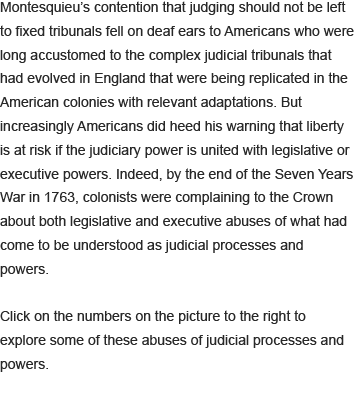 Montesquieu's contention that judging should not be left
to fixed tribunals fell on deaf ears to Americans who were
long accustomed to the complex judicial tribunals that
had evolved in England that were being replicated in the
American colonies with relevant adaptations. But
increasingly Americans did heed his warning that liberty
is at risk if the judiciary power is united with legislative or
executive powers. Indeed, by the end of the Seven Years
War in 1763, colonists were complaining to the Crown
about both legislative and executive abuses of what had
come to be understood as judicial processes and
powers.

Click on the numbers on the picture to the right to
explore some of these abuses of judicial processes and
powers.